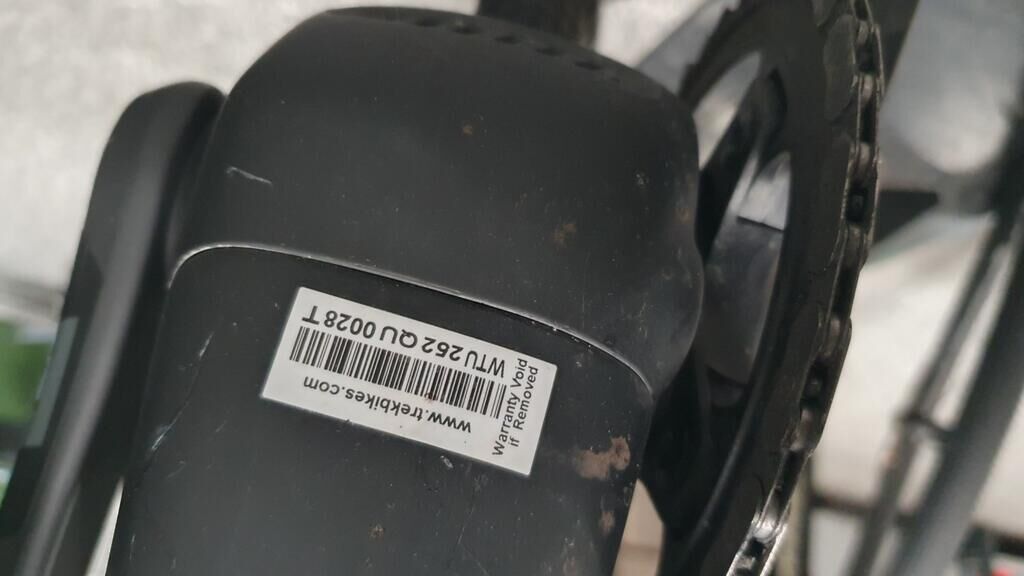 www.trekbikes.com
WTU 252 QU 0028 T
Warranty Void
if Removed